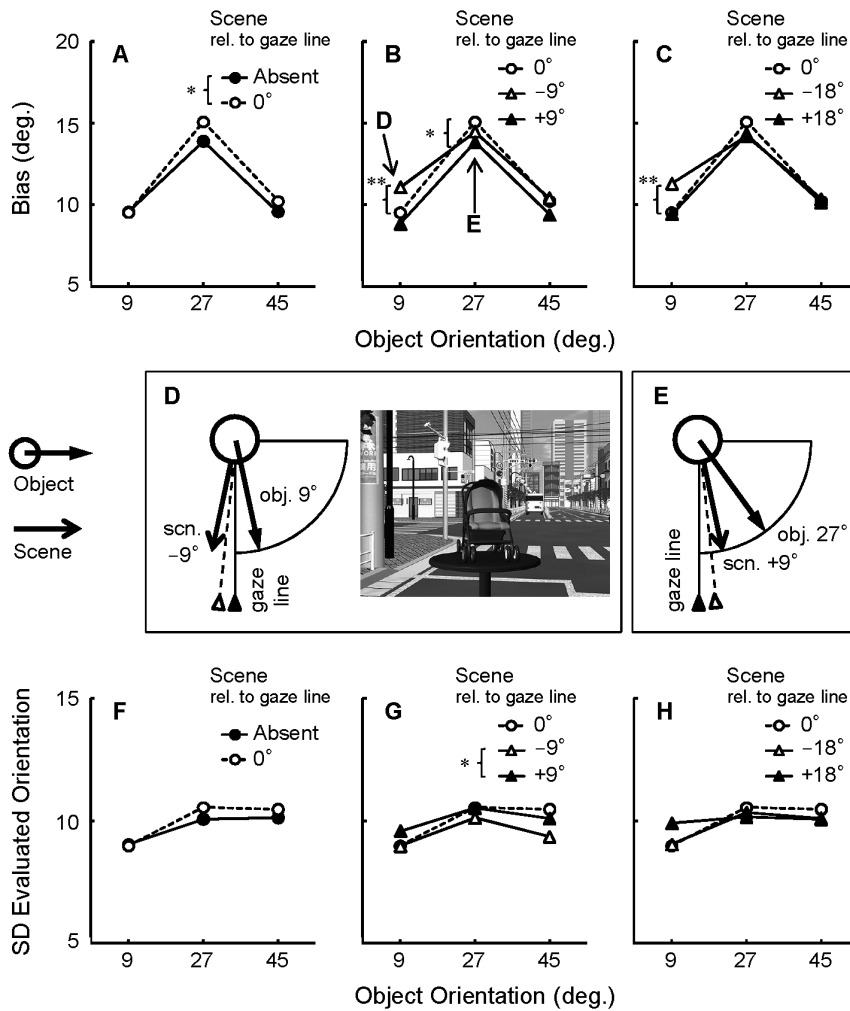 Scene
rel. to gaze line
Scene
rel. to gaze line
Scene
rel. to gaze line
20
15
10
5
Bias (deg.)
A
Absent
0°
*
9
27
45
B
0°
−9°
+9°
D
*
**
E
9
27
45
C
0°
−18°
+18°
**
9
27
45
Object Orientation (deg.)
Object
Scene
D
scn.
−9°
obj. 9°
gaze
line
E
obj. 27°
scn. +9°
gaze line
Scene
rel. to gaze line
Scene
rel. to gaze line
Scene
rel. to gaze line
15
10
5
SD Evaluated Orientation
F
Absent
0°
9
27
45
G
0°
−9°
+9°
*
9
27
45
H
0°
−18°
+18°
9
27
45
Object Orientation (deg.)